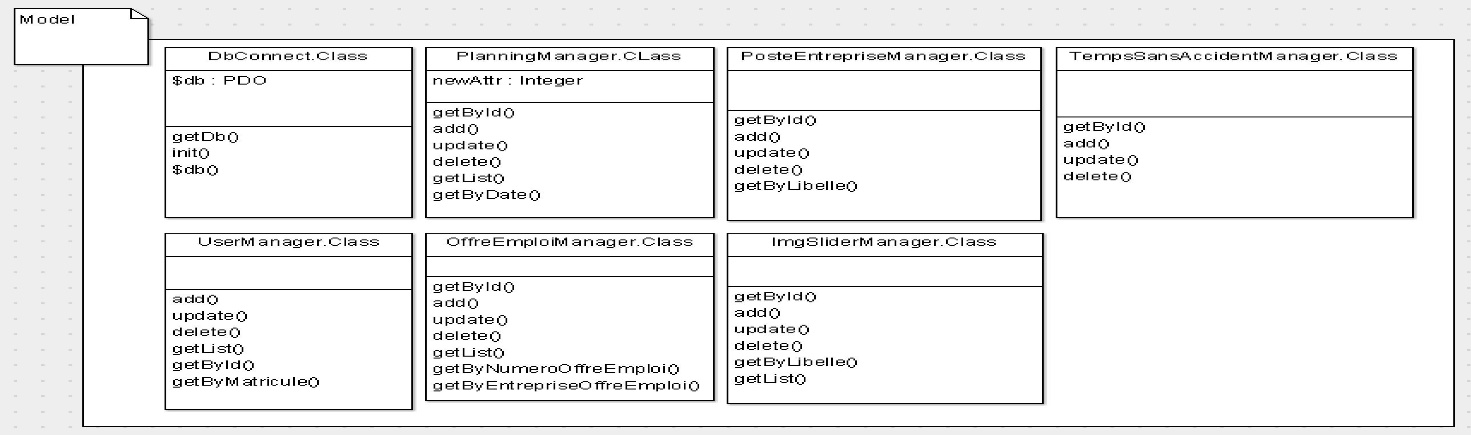 Model
DbConnect.Class
$db : PDO
getDb()
init()
$db()
PlanningManager.CLass
newAttr : Integer
getById()
add()
update()
delete()
getList()
getByDate()
PosteEntrepriseManager.Class
getById()
add()
update()
delete()
getByLibelle()
TempsSansAccidentManager.Class
getById()
add()
update()
delete()
UserManager.Class
add()
update()
delete()
getList()
getById()
getByMatricule()
OffreEmploiManager.Class
getById()
add()
update()
delete()
getList()
getByNumeroOffreEmploi()
getByEntrepriseOffreEmploi()
ImgSliderManager.Class
getById()
add()
update()
delete()
getByLibelle()
getList()